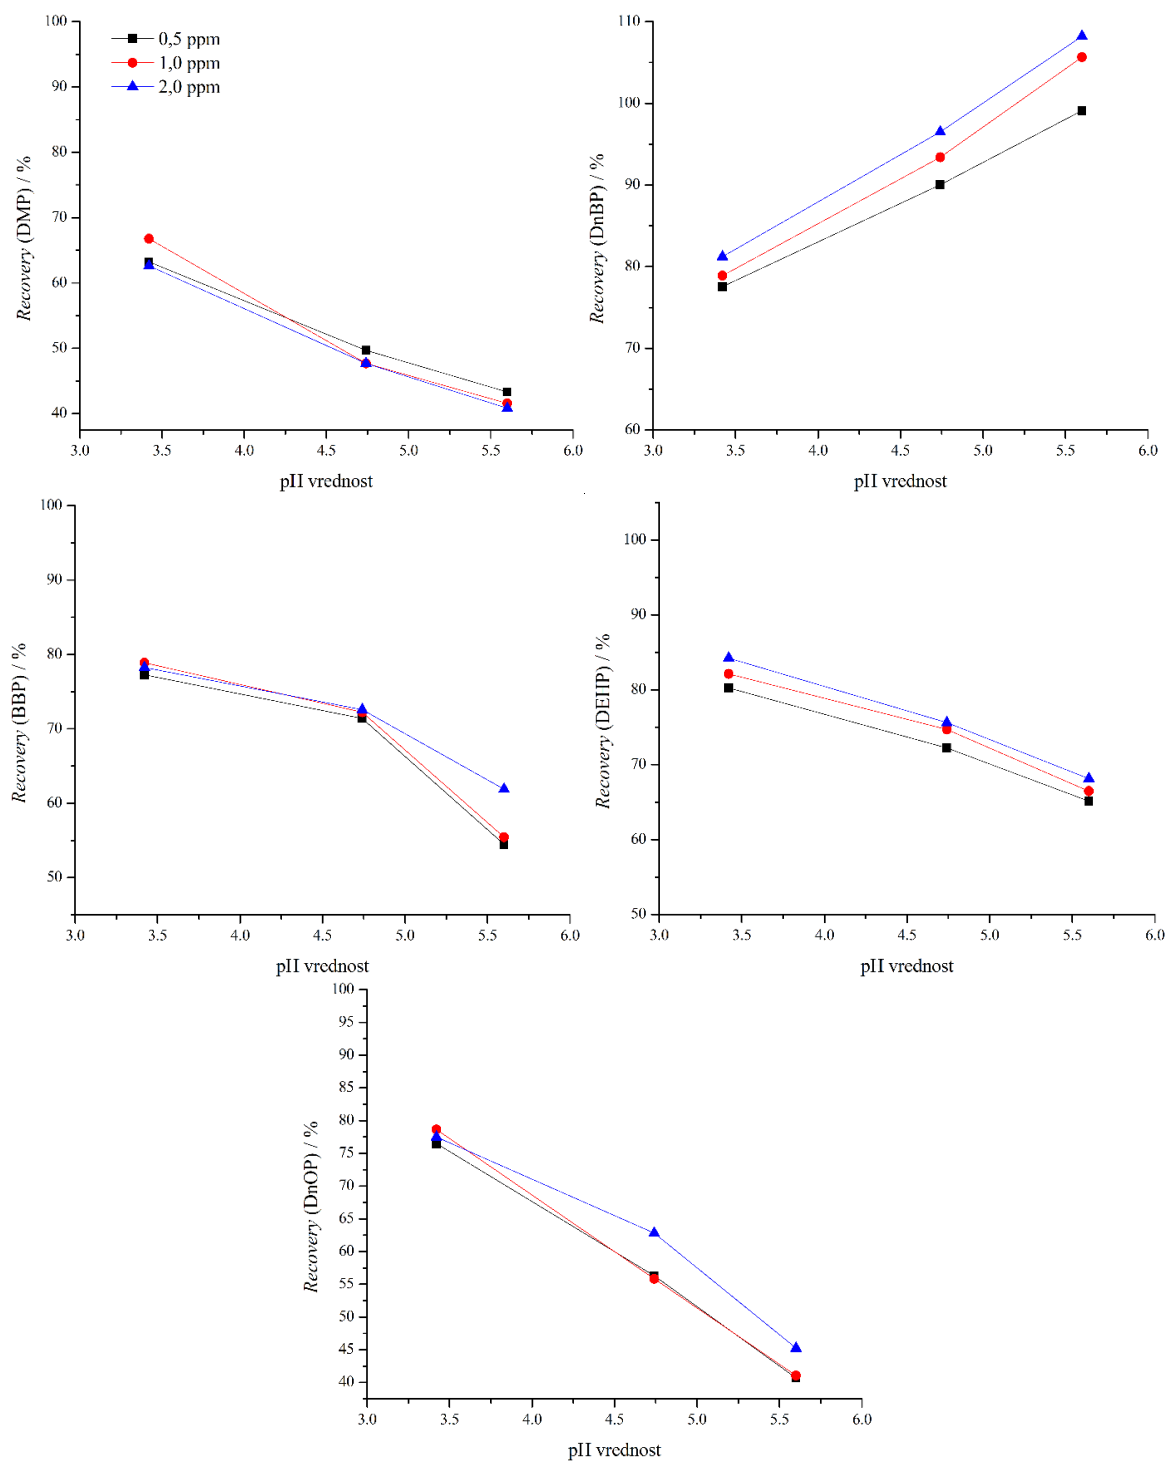 100
90
80
70
60
50
40
Recovery (DMP) / %
0,5 ppm
1,0 ppm
2,0 ppm
3.0 3.5 4.0 4.5 5.0 5.5 6.0
pH vrednost
110
100
90
80
70
60
Recovery (DnBP) / %
3.0 3.5 4.0 4.5 5.0 5.5 6.0
pH vrednost
100
90
80
70
60
50
Recovery (BBP) / %
3.0 3.5 4.0 4.5 5.0 5.5 6.0
pH vrednost
100
90
80
70
60
50
Recovery (DEHP) / %
3.0 3.5 4.0 4.5 5.0 5.5 6.0
pH vrednost
100
95
90
85
80
75
70
65
60
55
50
45
40
Recovery (DnOP) / %
3.0 3.5 4.0 4.5 5.0 5.5 6.0
pH vrednost